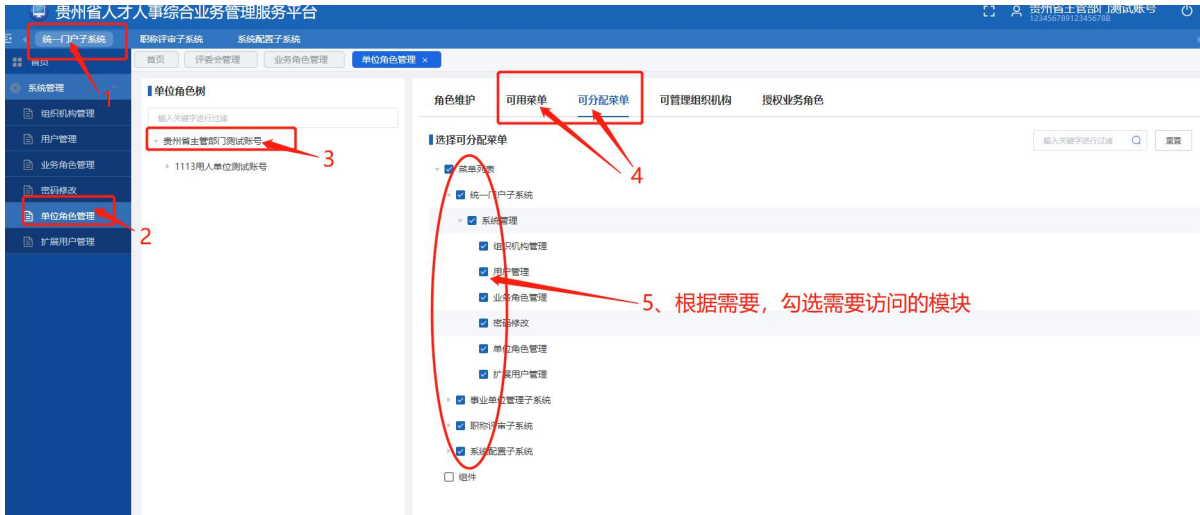 贵州省人才人事综合业务管理服务平台
贵州省主管部门测试账号
12345678912345678B
统一门户子系统
职称评审子系统
系统配置子系统
1
首页
首页
评委会管理
业务角色管理
单位角色管理 ×
系统管理
组织机构管理
用户管理
业务角色管理
密码修改
单位角色管理
扩展用户管理
2
单位角色树
输入关键字进行过滤
贵州省主管部门测试账号
1113用人单位测试账号
3
角色维护
可用菜单
可分配菜单
可管理组织机构
授权业务角色
4
选择可分配菜单
输入关键字进行过滤
重置
菜单列表
统一门户子系统
系统管理
组织机构管理
用户管理
业务角色管理
密码修改
单位角色管理
扩展用户管理
5、根据需要，勾选需要访问的模块
事业单位管理子系统
职称评审子系统
系统配置子系统
组件